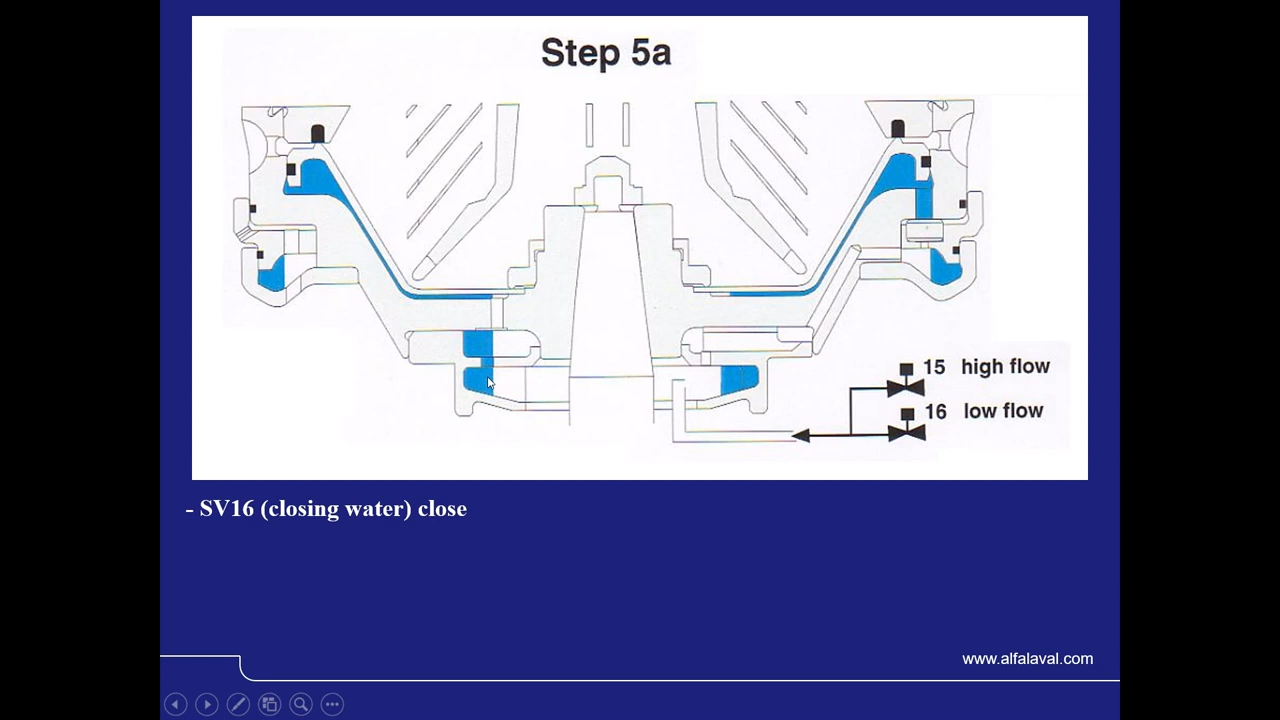 Step 5a
15 high flow
16 low flow
- SV16 (closing water) close
www.alfalaval.com